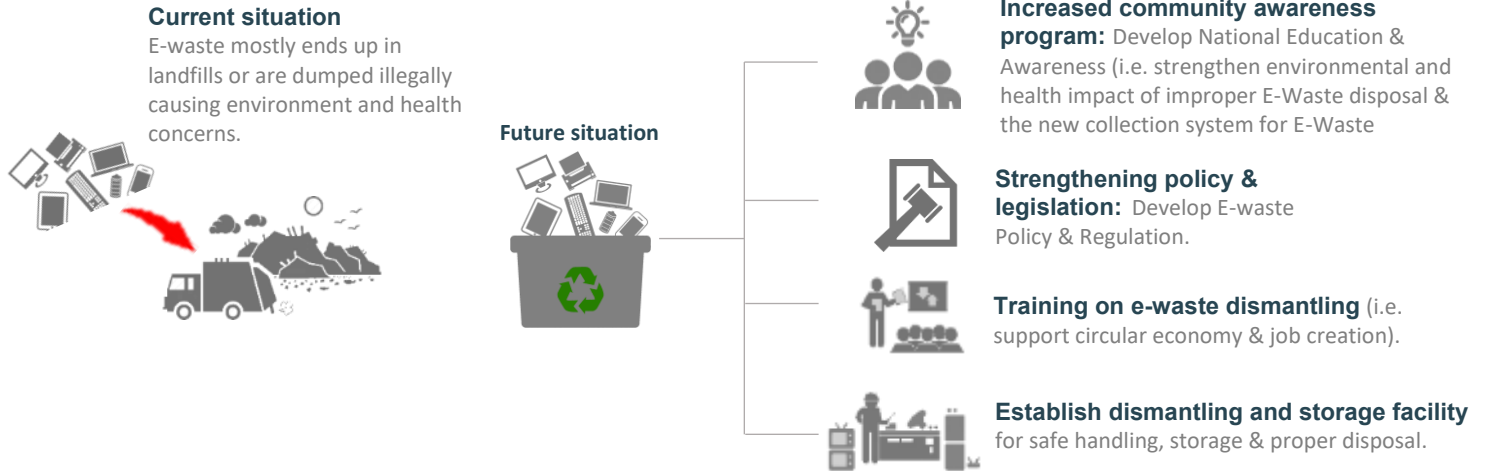 Current situation
E-waste mostly ends up in
landfills or are dumped illegally
causing environment and health
concerns.
Future situation
Increased community awareness
program: Develop National Education &
Awareness (i.e. strengthen environmental and
health impact of improper E-Waste disposal &
the new collection system for E-Waste
Strengthening policy &
legislation: Develop E-waste
Policy & Regulation.
Training on e-waste dismantling (i.e.
support circular economy & job creation).
Establish dismantling and storage facility
for safe handling, storage & proper disposal.